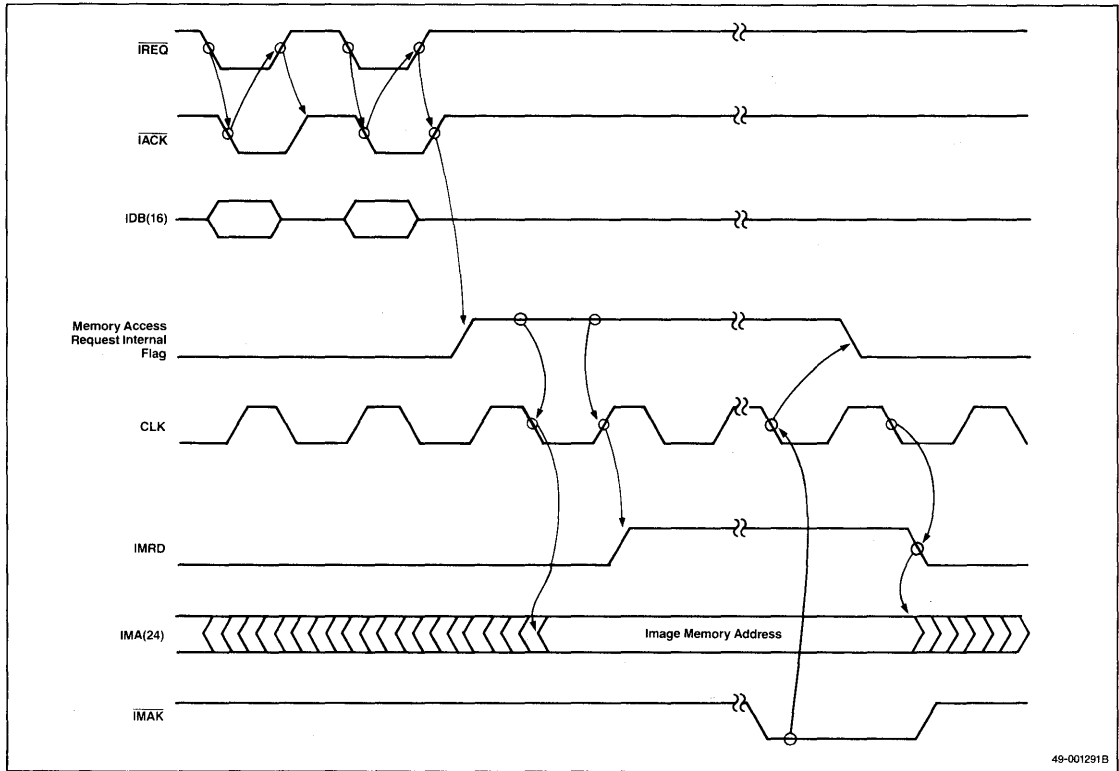 IREQ
IACK
IDB(16)
Memory Access
Request Internal
Flag
CLK
IMRD
IMA(24)
Image Memory Address
IMAK
49-001291B